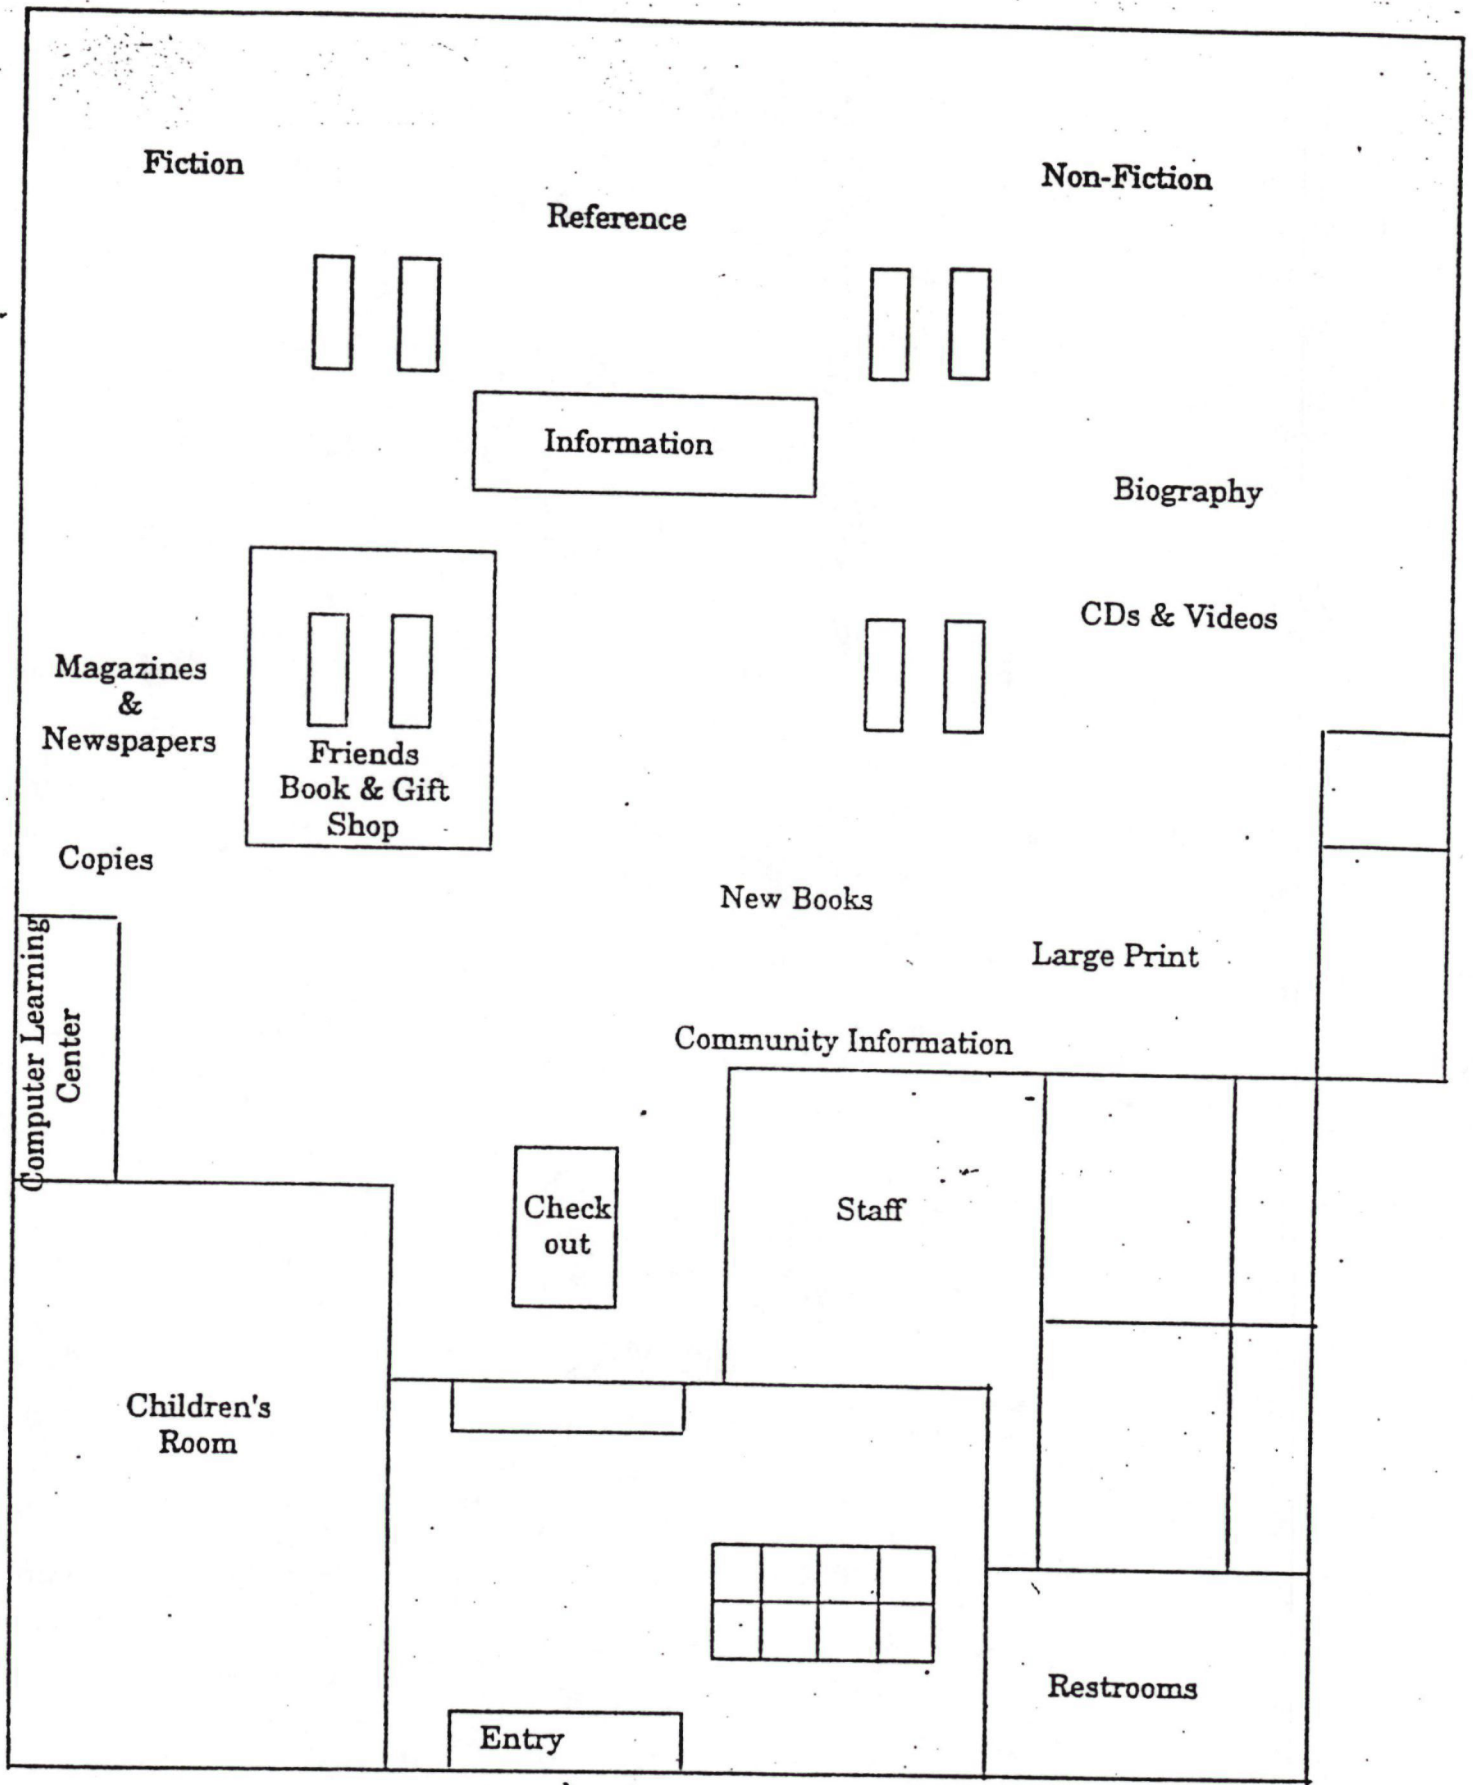 Fiction
Non-Fiction
Reference
Information
Biography
CDs & Videos
Magazines
&
Newspapers
Friends
Book & Gift
Shop
Copies
New Books
Large Print
Computer Learning
Center
Community Information
Check
out
Staff
Children's
Room
Restrooms
Entry